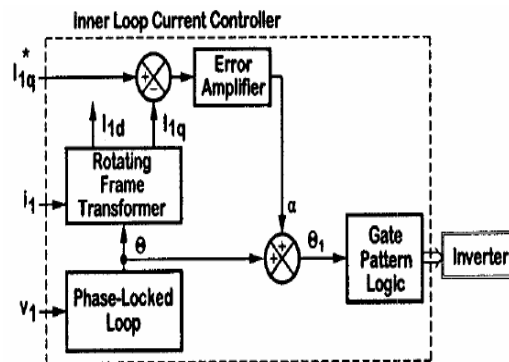 Inner Loop Current Controller
I*1q
+
−
Error
Amplifier
I1d
I1q
Rotating
Frame
Transformer
i1
α
θ
+
+
θ1
Gate
Pattern
Logic
Inverter
Phase-Locked
Loop
v1